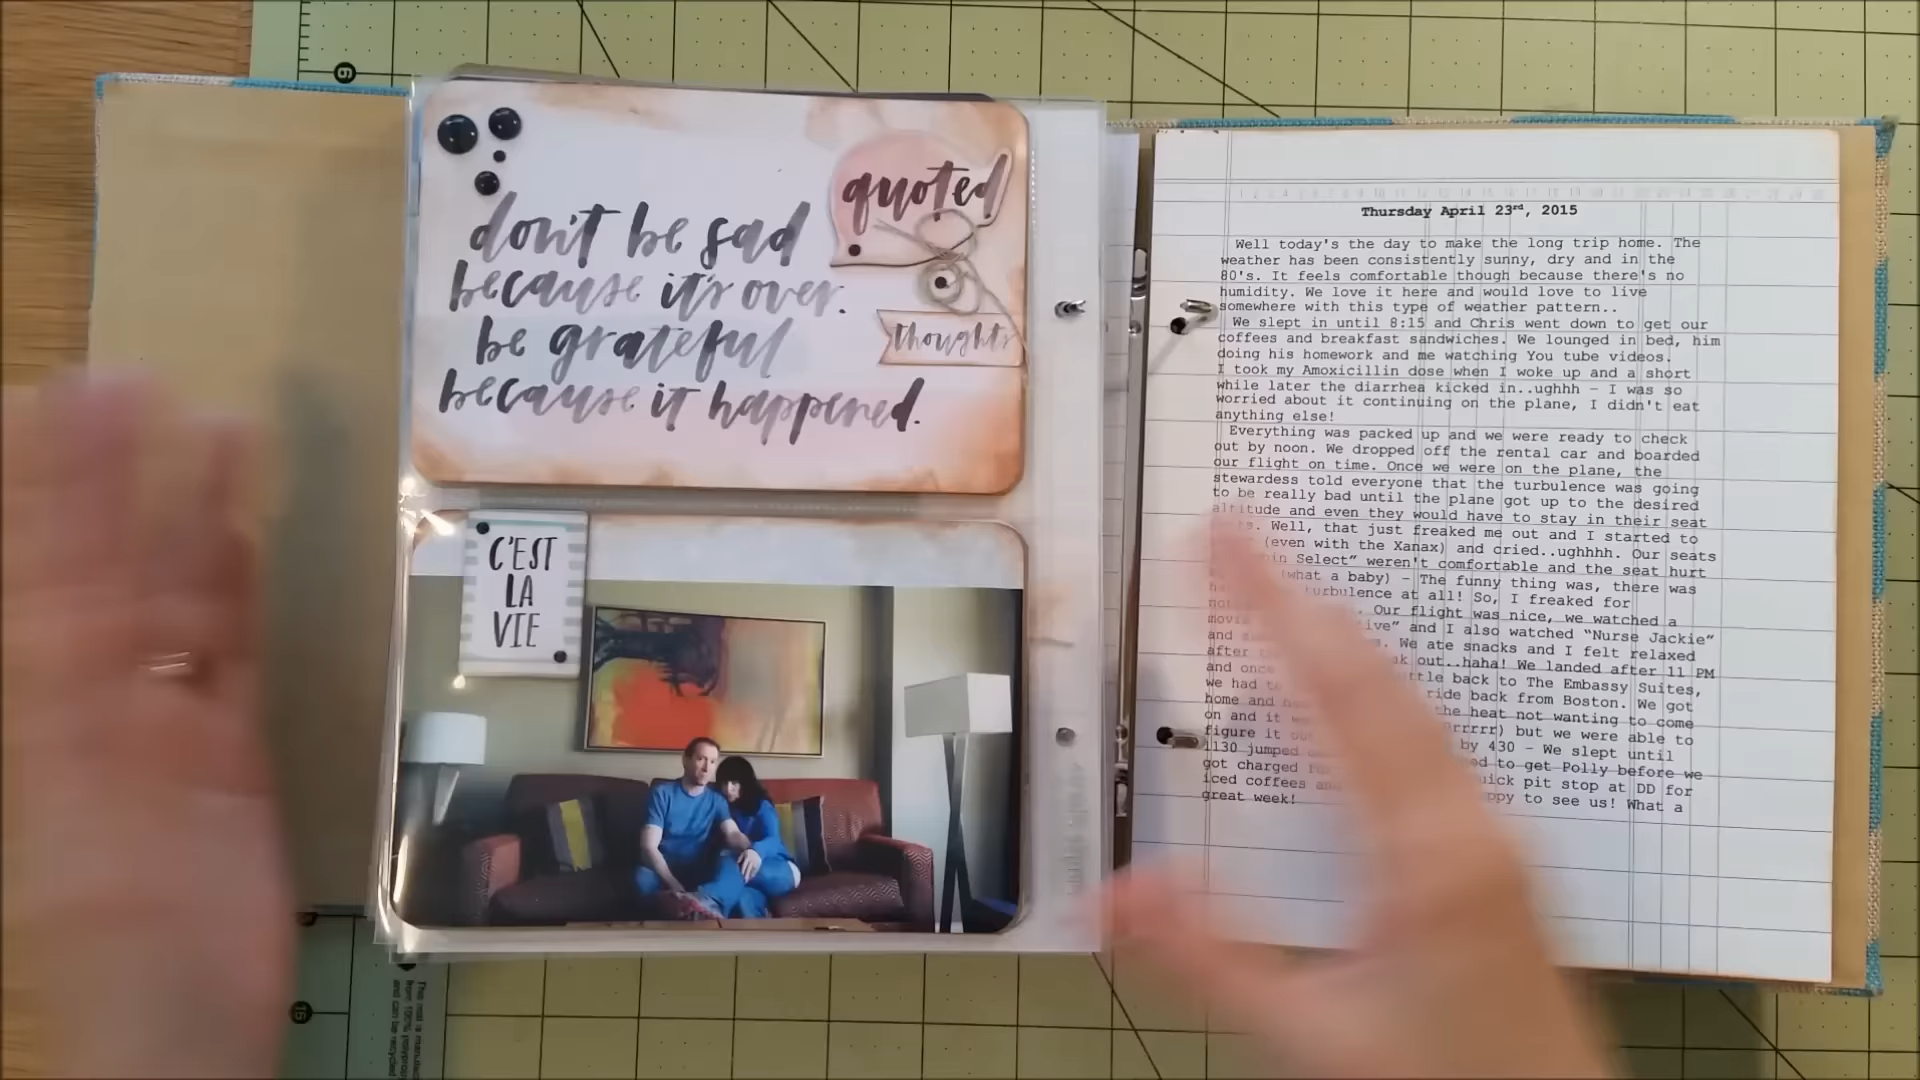 don't be sad
because it's over.
be grateful
because it happened.
quoted
thoughts
C'EST
LA
VIE
Thursday April 23rd, 2015
Well today's the day to make the long trip home. The
weather has been consistently sunny, dry and in the
80's. It feels comfortable though because there's no
humidity. We love it here and would love to live
somewhere with this type of weather pattern..
We slept in until 8:15 and Chris went down to get our
coffees and breakfast sandwiches. We lounged in bed, him
doing his homework and me watching You tube videos.
I took my Amoxicillin dose when I woke up and a short
while later the diarrhea kicked in..ughhh - I was so
worried about it continuing on the plane, I didn't eat
anything else!
Everything was packed up and we were ready to check
out by noon. We dropped off the rental car and boarded
our flight on time. Once we were on the plane, the
stewardess told everyone that the turbulence was going
to be really bad until the plane got up to the desired
altitude and even they would have to stay in their seat
Well, that just freaked me out and I started to
(even with the Xanax) and cried..ughhhh. Our seats
Select" weren't comfortable and the seat hurt
(what a baby) - The funny thing was, there was
turbulence at all! So, I freaked for
Our flight was nice, we watched a
and I also watched "Nurse Jackie"
and We ate snacks and I felt relaxed
after out..haha! We landed after 11 PM
and once back to The Embassy Suites,
we had ride back from Boston. We got
home and the heat not wanting to come
on and it but we were able to
figure it by 430 - We slept until
1130 jumped to get Polly before we
got charged pit stop at DD for
iced coffees to see us! What a
great week!
6
16